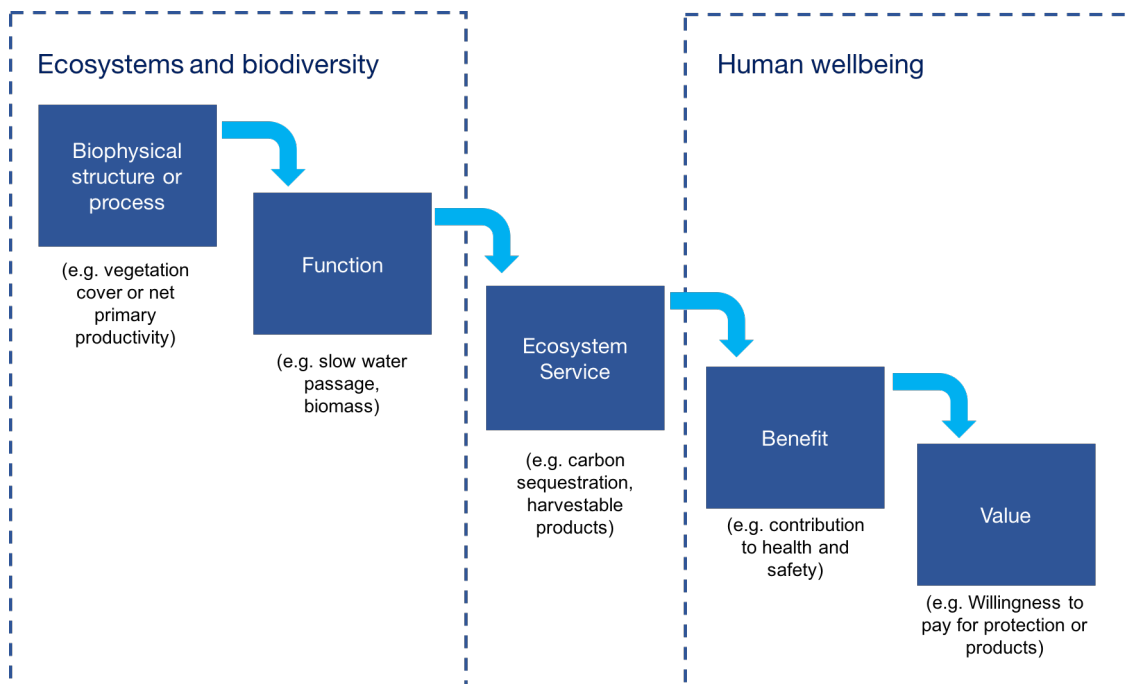 Ecosystems and biodiversity
Human wellbeing
Biophysical
structure or
process
(e.g. vegetation
cover or net
primary
productivity)
Function
(e.g. slow water
passage,
biomass)
Ecosystem
Service
(e.g. carbon
sequestration,
harvestable
products)
Benefit
(e.g. contribution
to health and
safety)
Value
(e.g. Willingness to
pay for protection or
products)